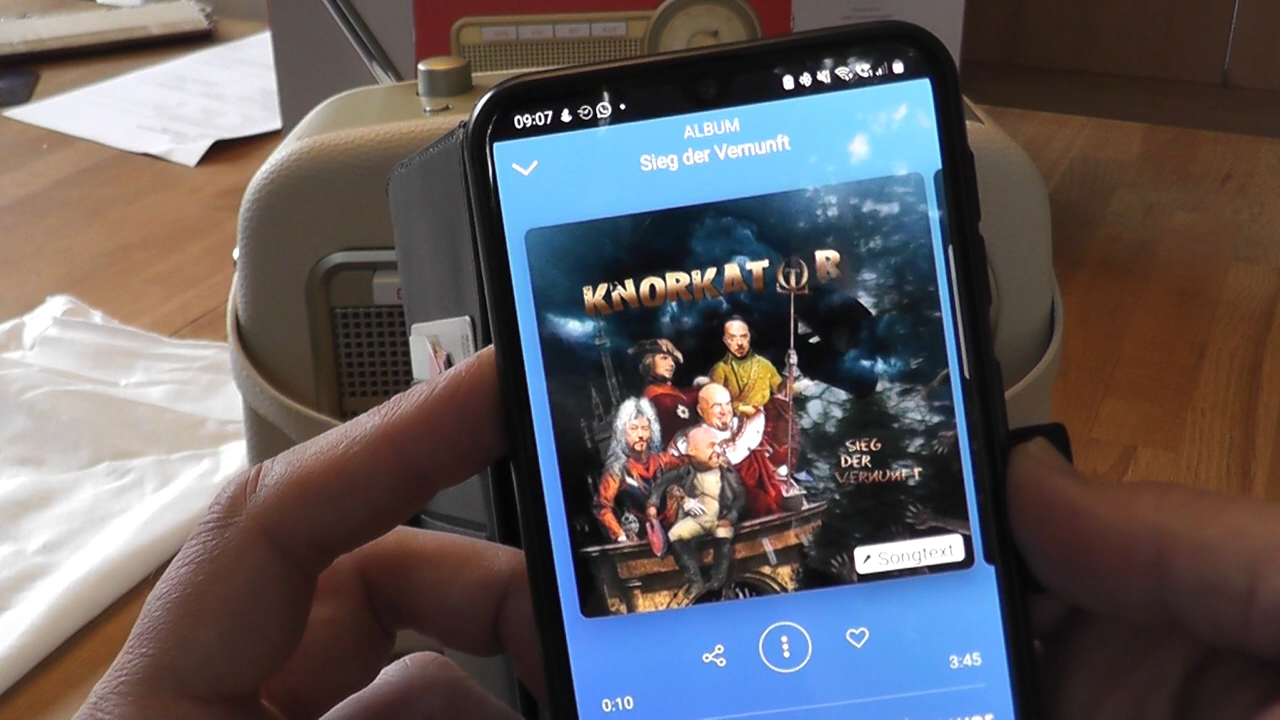 09:07
ALBUM
Sieg der Vernunft
KNORKATOR
SIEG
DER
VERNUNFT
Songtext
3:45
0:10